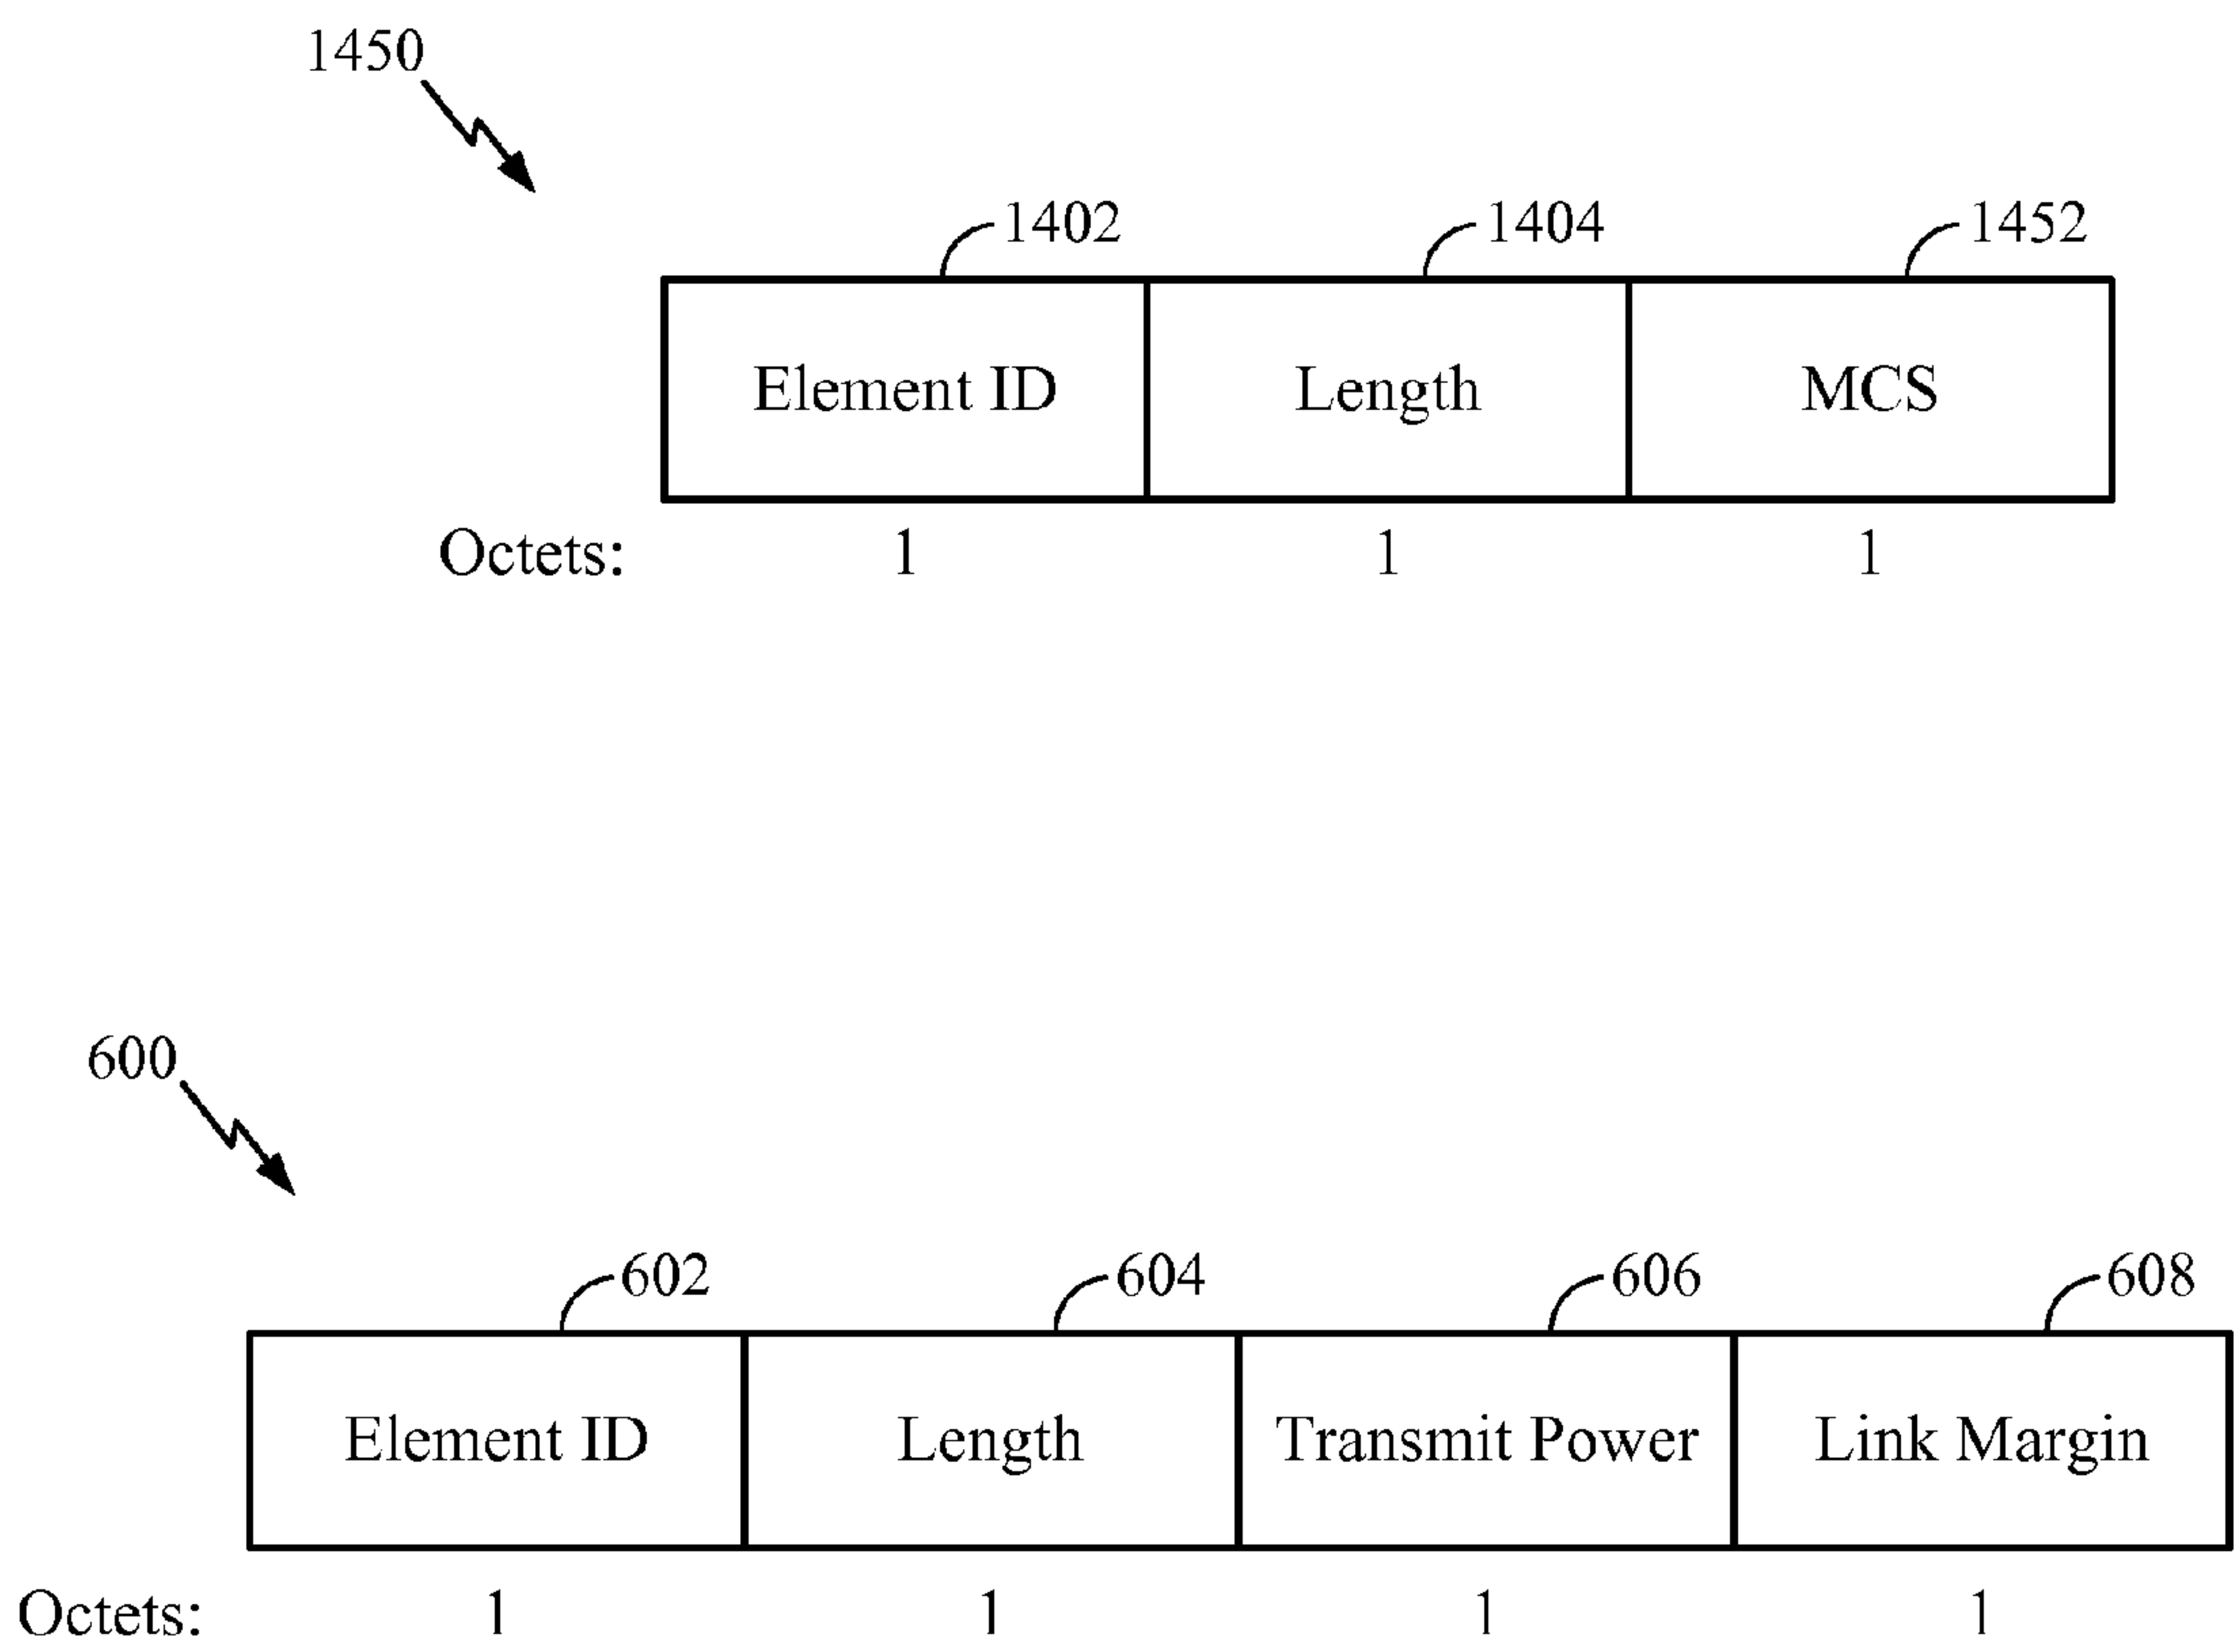 1450
1402 1404 1452
Element ID Length MCS
Octets: 1 1 1
600
602 604 606 608
Element ID Length Transmit Power Link Margin
Octets: 1 1 1 1